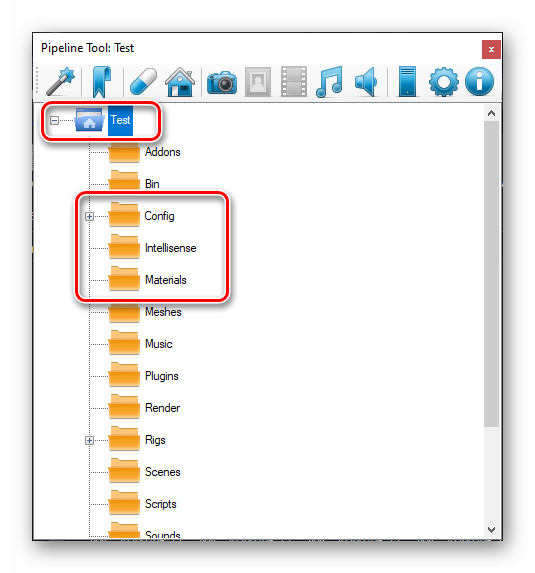 Pipeline Tool: Test
x
Test
Addons
Bin
Config
Intellisense
Materials
Meshes
Music
Plugins
Render
Rigs
Scenes
Scripts
Sounds